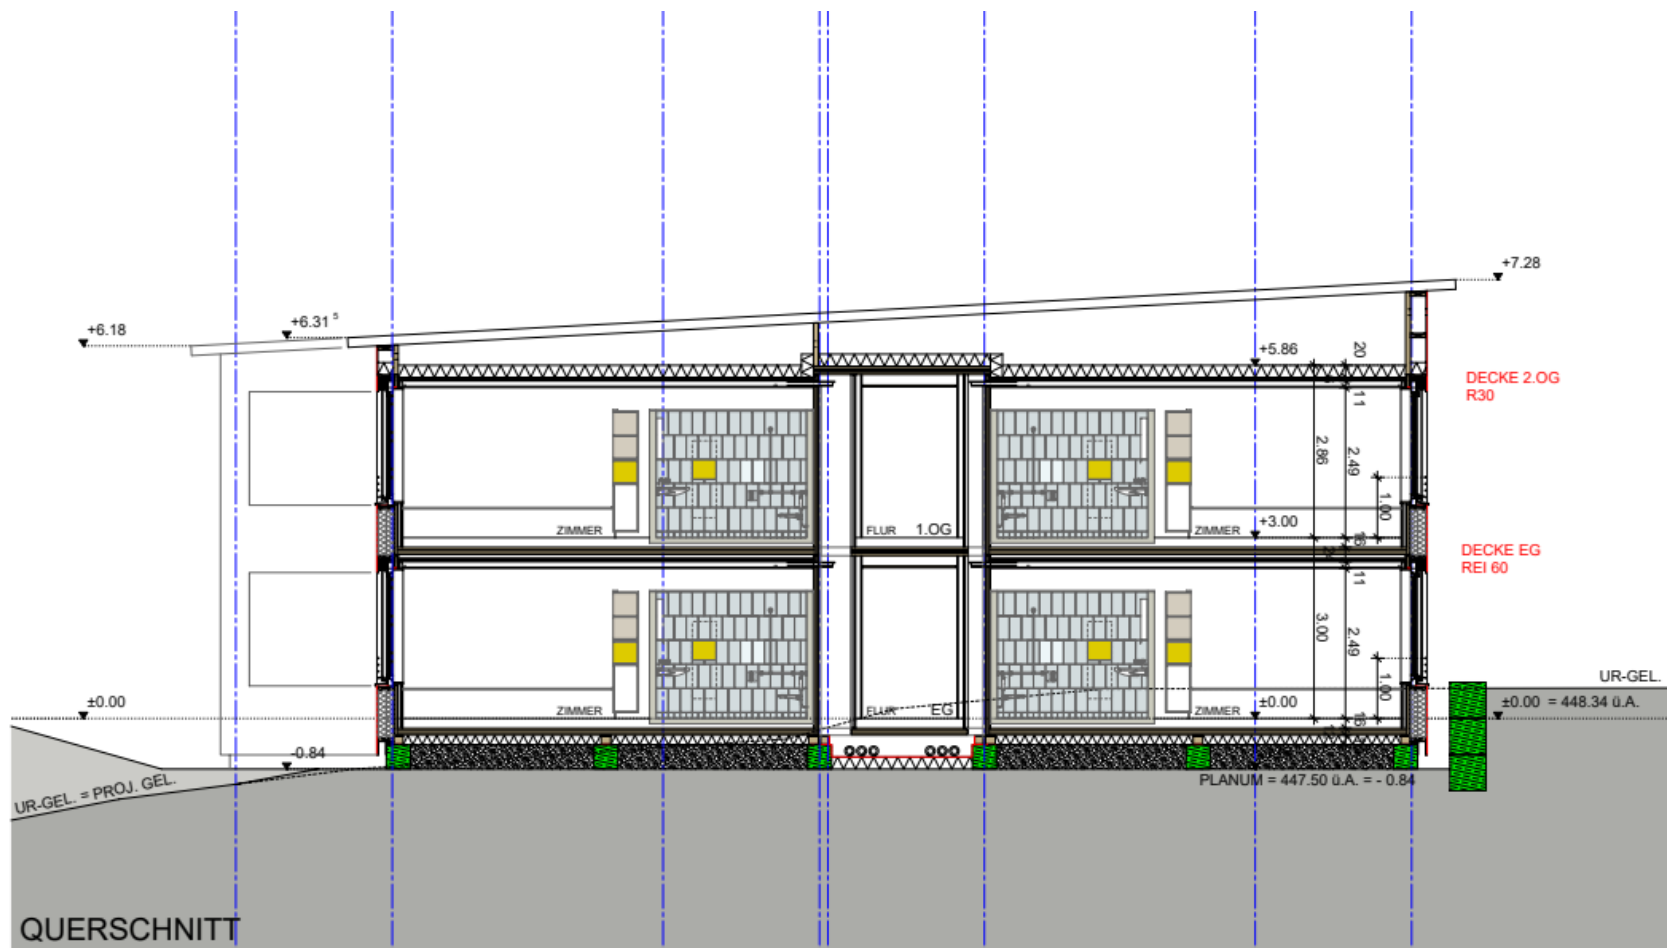 +7.28
+6.31 5
+6.18
+5.86
20
DECKE 2.OG
R30
11
2.86
2.49
1.00
ZIMMER
FLUR 1.OG
ZIMMER
+3.00
16
DECKE EG
REI 60
11
3.00
2.49
1.00
UR-GEL.
±0.00
ZIMMER
FLUR EG
ZIMMER
±0.00
16
±0.00 = 448.34 ü.A.
-0.84
UR-GEL. = PROJ. GEL.
PLANUM = 447.50 ü.A. = - 0.84
QUERSCHNITT